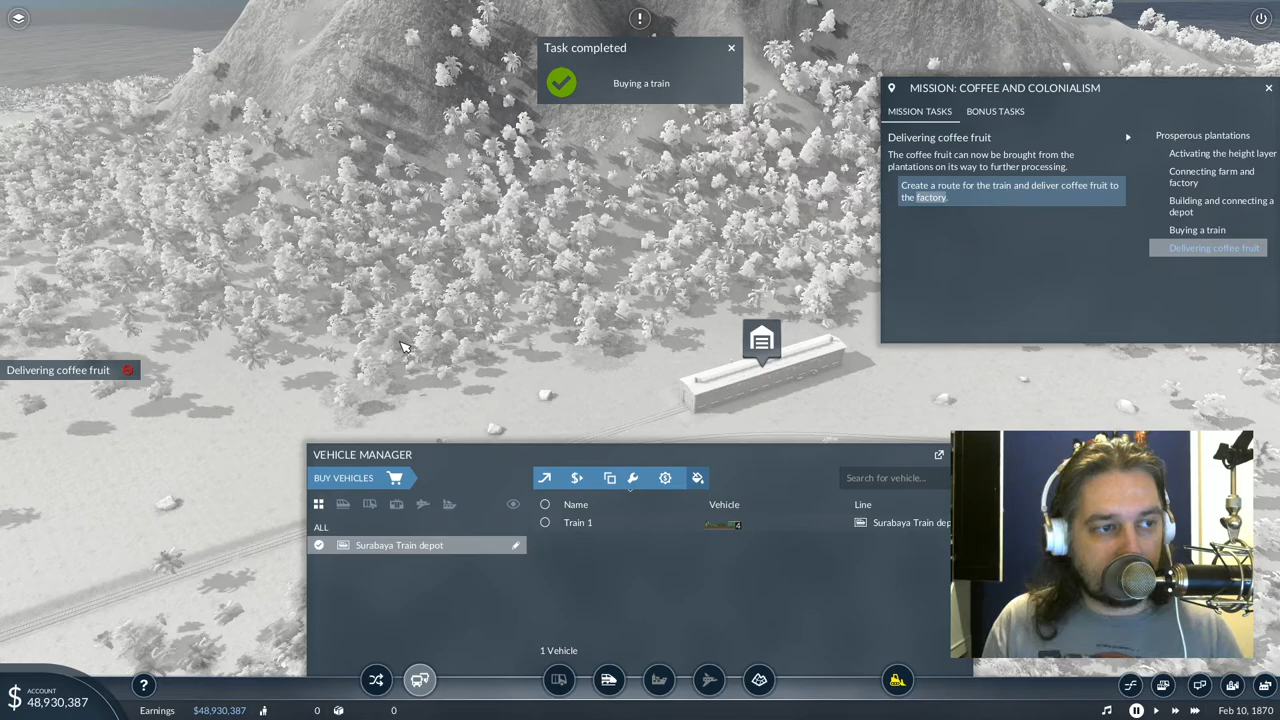 Task completed
Buying a train
MISSION: COFFEE AND COLONIALISM
MISSION TASKS
BONUS TASKS
Delivering coffee fruit
The coffee fruit can now be brought from the
plantations on its way to further processing.
Create a route for the train and deliver coffee fruit to
the factory.
Prosperous plantations
Activating the height layer
Connecting farm and
factory
Building and connecting a
depot
Buying a train
Delivering coffee fruit
Delivering coffee fruit
VEHICLE MANAGER
BUY VEHICLES
Search for vehicle...
Name
Vehicle
Line
ALL
Train 1
4
Surabaya Train dep
Surabaya Train depot
1 Vehicle
$ ACCOUNT
48,930,387
?
Earnings
$48,930,387
0
0
Feb 10, 1870